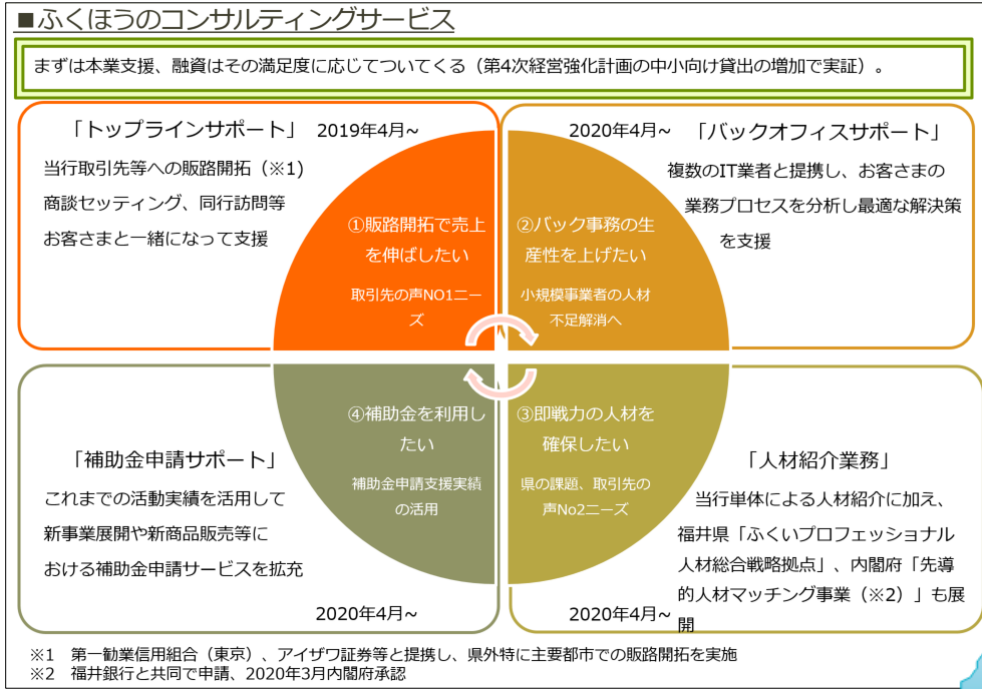 ■ふくほうのコンサルティングサービス
まずは本業支援、融資はその満足度に応じてついてくる（第4次経営強化計画の中小向け貸出の増加で実証）。
「トップラインサポート」 2019年4月~
当行取引先等への販路開拓（※1)
商談セッティング、同行訪問等
お客さまと一緒になって支援
①販路開拓で売上
を伸ばしたい
取引先の声NO1ニー
ズ
2020年4月~ 「バックオフィスサポート」
複数のIT業者と提携し、お客さまの
業務プロセスを分析し最適な解決策
を支援
②バック事務の生
産性を上げたい
小規模事業者の人材
不足解消へ
③即戦力の人材を
確保したい
県の課題、取引先の
声No2ニーズ
「人材紹介業務」
当行単体による人材紹介に加え、
福井県「ふくいプロフェッショナル
人材総合戦略拠点」、内閣府「先導
的人材マッチング事業（※2）」も展
開
2020年4月~
④補助金を利用し
たい
補助金申請支援実績
の活用
「補助金申請サポート」
これまでの活動実績を活用して
新事業展開や新商品販売等に
おける補助金申請サービスを拡充
2020年4月~
※1 第一勧業信用組合（東京）、アイザワ証券等と提携し、県外特に主要都市での販路開拓を実施
※2 福井銀行と共同で申請、2020年3月内閣府承認